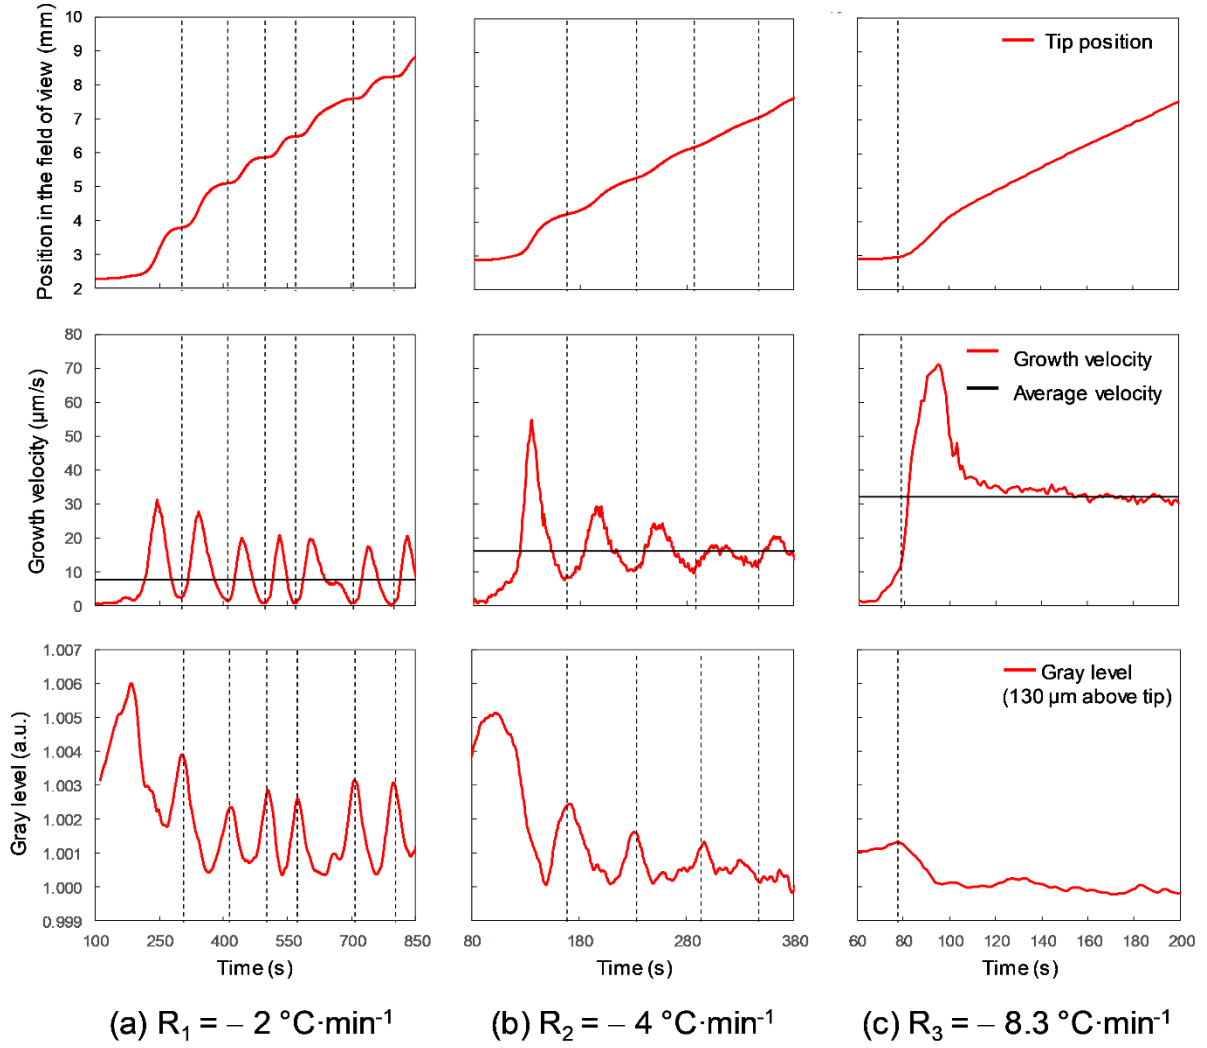 Position in the field of view (mm)
10
9
8
7
6
5
4
3
2
Tip position
Growth velocity (μm/s)
80
70
60
50
40
30
20
10
0
Growth velocity
Average velocity
Gray level (a.u.)
1.007
1.006
1.005
1.004
1.003
1.002
1.001
1.000
0.999
Gray level
(130 μm above tip)
100 250 400 550 700 850
80 180 280 380
60 80 100 120 140 160 180 200
Time (s) Time (s) Time (s)
(a) R1 = – 2 °C·min-1
(b) R2 = – 4 °C·min-1
(c) R3 = – 8.3 °C·min-1